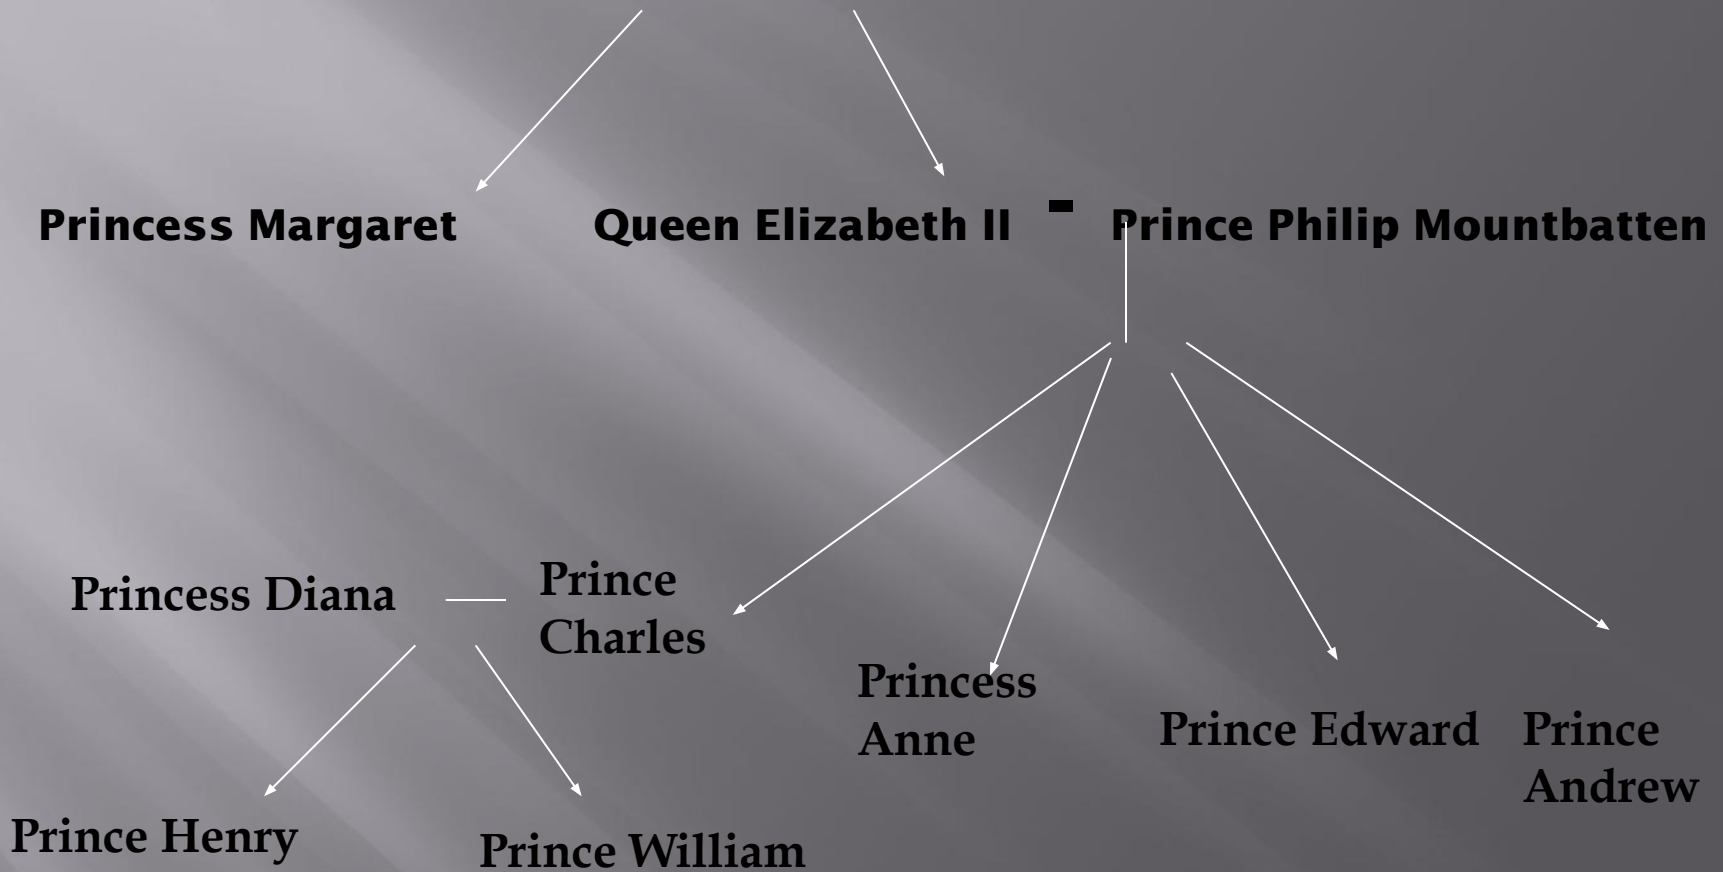 Princess Margaret
Queen Elizabeth II - Prince Philip Mountbatten
Princess Diana
Prince
Charles
Princess
Anne
Prince Edward
Prince
Andrew
Prince Henry
Prince William